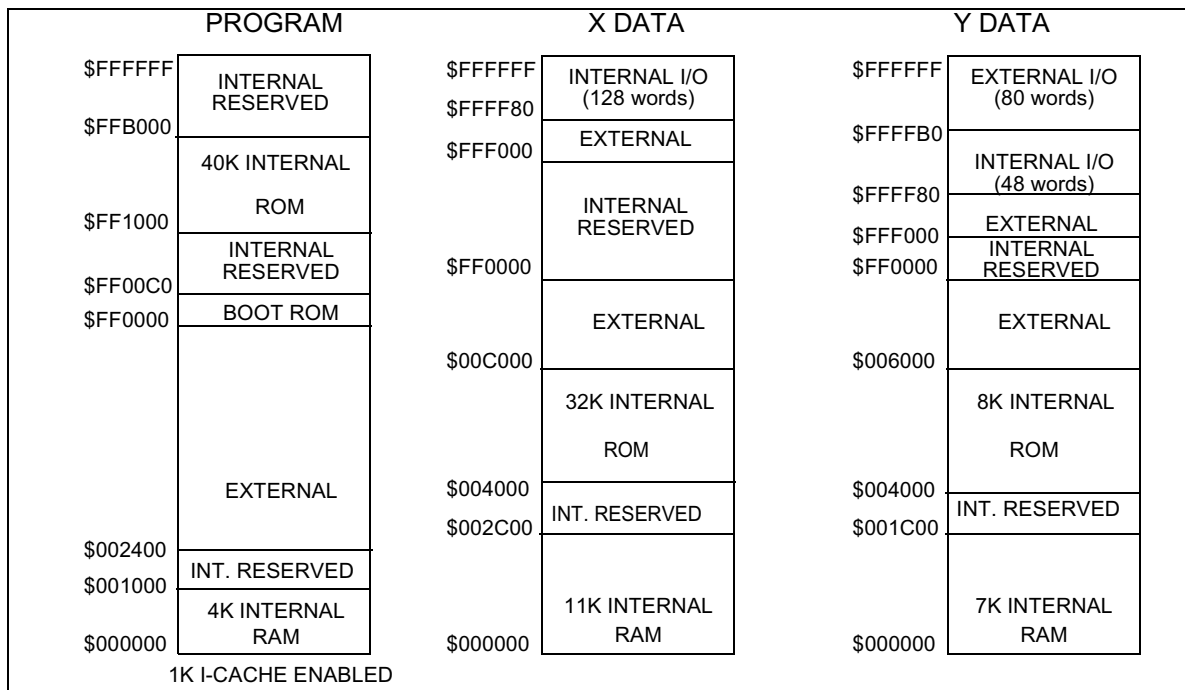 PROGRAM
$FFFFFF
INTERNAL
RESERVED
$FFB000
40K INTERNAL
ROM
$FF1000
INTERNAL
RESERVED
$FF00C0
BOOT ROM
$FF0000
EXTERNAL
$002400
INT. RESERVED
$001000
4K INTERNAL
RAM
$000000
1K I-CACHE ENABLED
X DATA
$FFFFFF
INTERNAL I/O
(128 words)
$FFFF80
EXTERNAL
$FFF000
INTERNAL
RESERVED
$FF0000
EXTERNAL
$00C000
32K INTERNAL
ROM
$004000
INT. RESERVED
$002C00
11K INTERNAL
RAM
$000000
Y DATA
$FFFFFF
EXTERNAL I/O
(80 words)
$FFFFB0
INTERNAL I/O
(48 words)
$FFFF80
EXTERNAL
$FFF000
INTERNAL
RESERVED
$FF0000
EXTERNAL
$006000
8K INTERNAL
ROM
$004000
INT. RESERVED
$001C00
7K INTERNAL
RAM
$000000